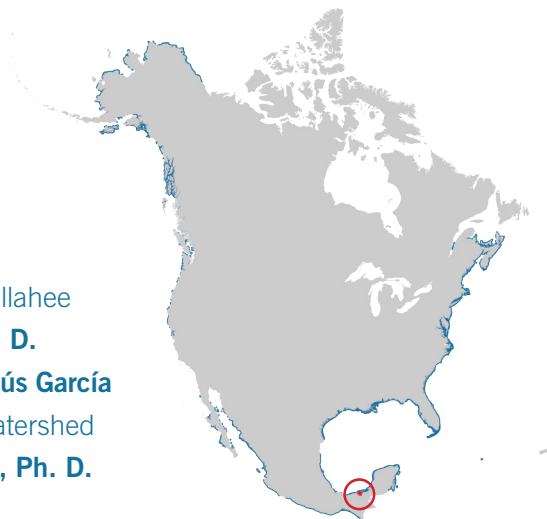 llahee
D.
ús García
atershed
, Ph. D.